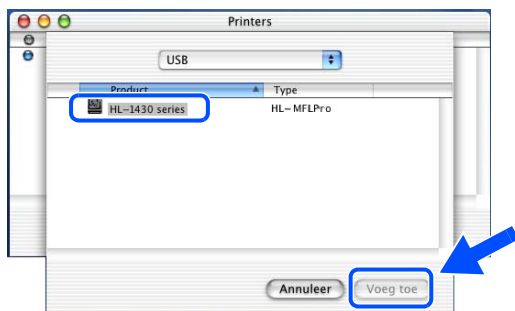 Printers
USB
Product Type
HL-1430 series HL-MFLPro
Annuleer Voeg toe